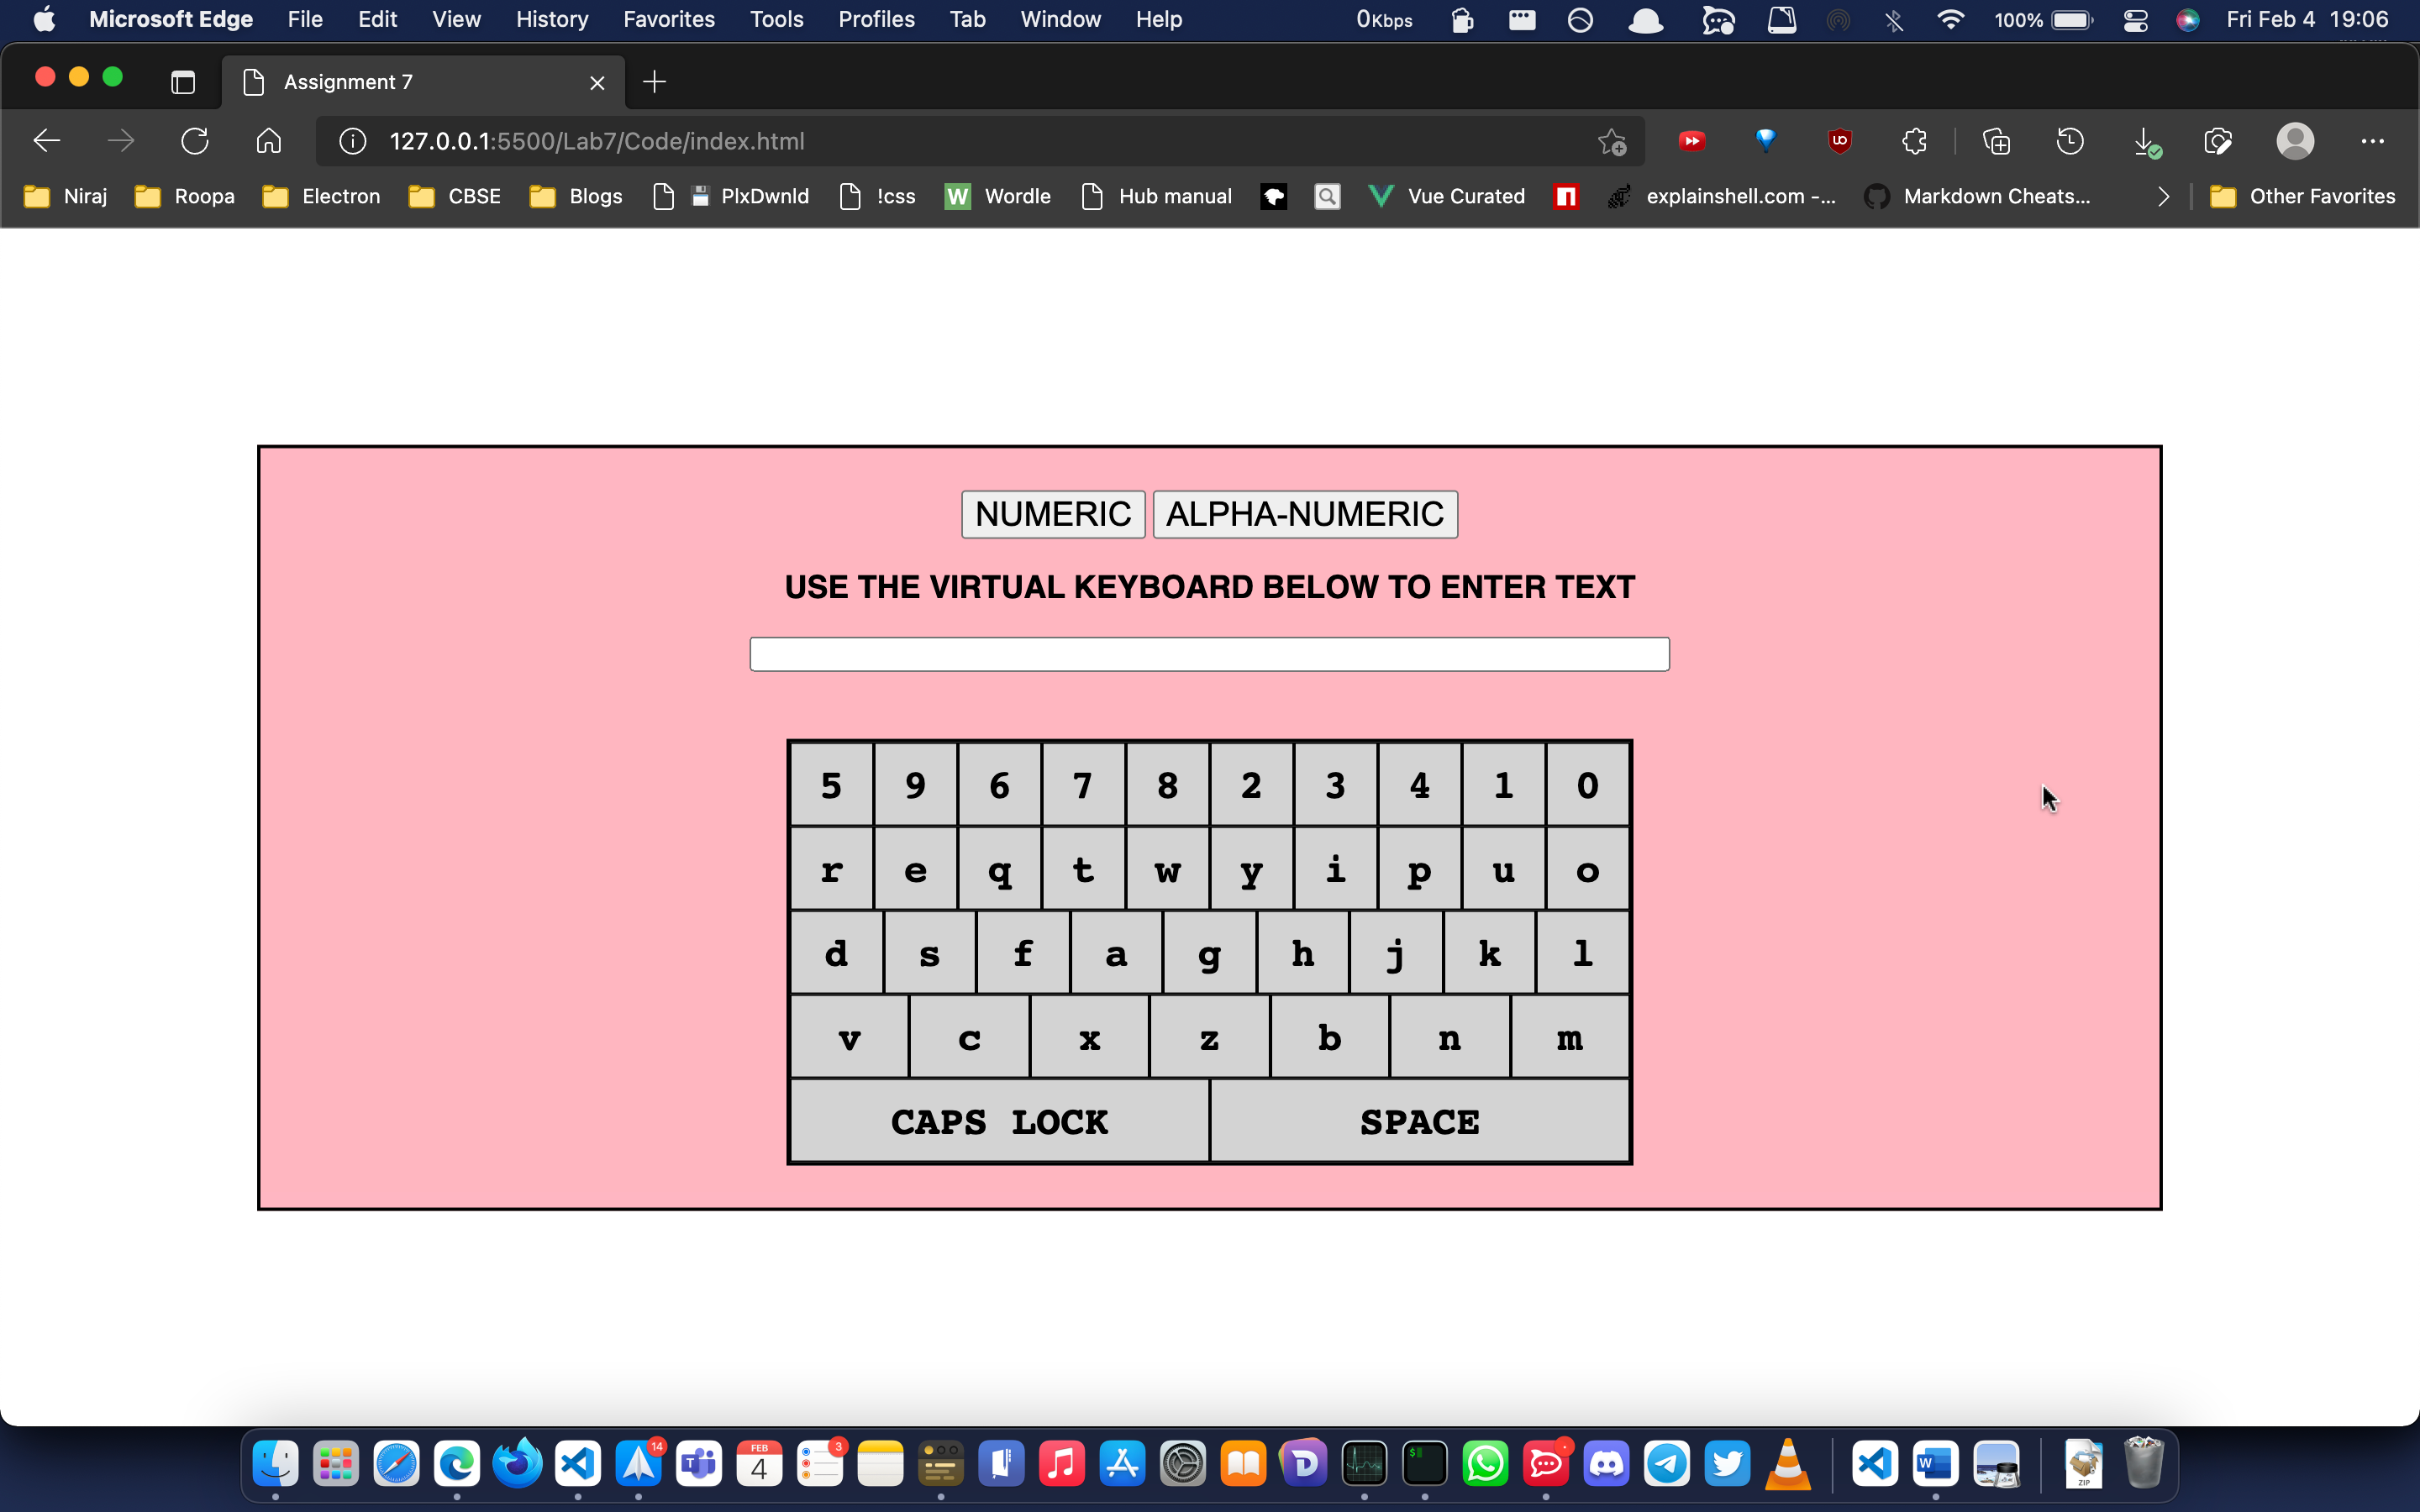 Microsoft Edge File Edit View History Favorites Tools Profiles Tab Window Help 0Kbps 100% Fri Feb 4 19:06
Assignment 7
127.0.0.1:5500/Lab7/Code/index.html
Niraj Roopa Electron CBSE Blogs PlxDwnld !css W Wordle Hub manual Vue Curated n explainshell.com -... Markdown Cheats... Other Favorites
NUMERIC ALPHA-NUMERIC
USE THE VIRTUAL KEYBOARD BELOW TO ENTER TEXT
5 9 6 7 8 2 3 4 1 0
r e q t w y i p u o
d s f a g h j k l
v c x z b n m
CAPS LOCK SPACE
14 T FEB 4 3 D $ W ZIP